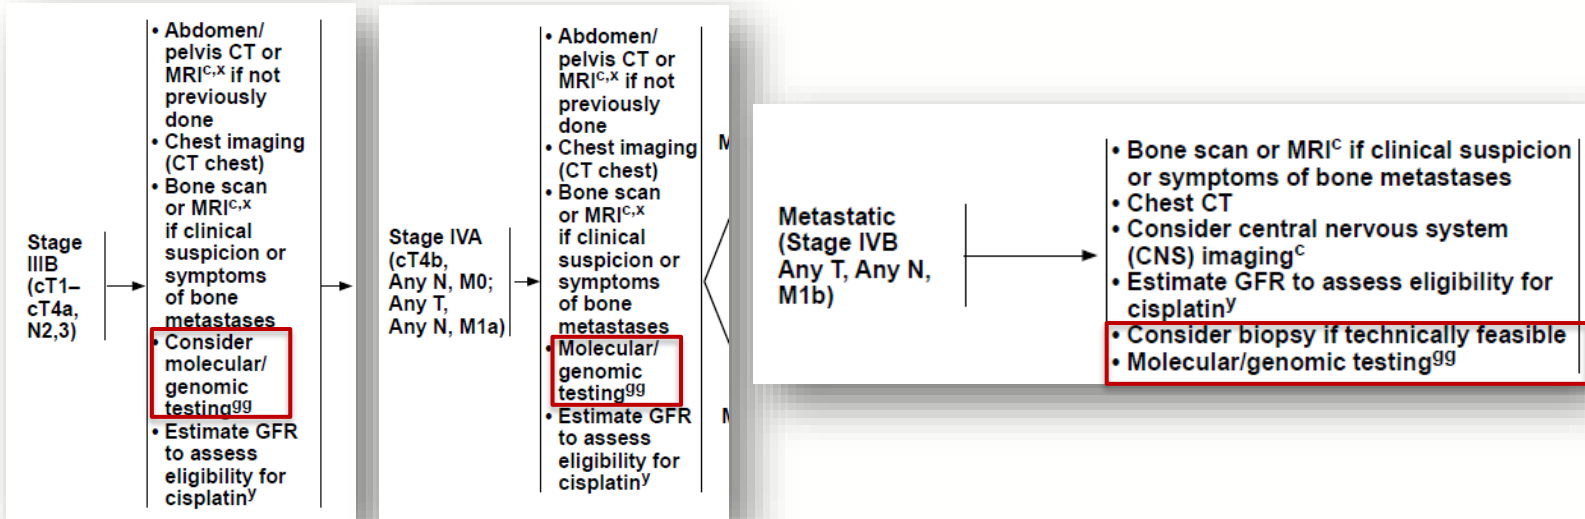 Stage
IIIB
(cT1–
cT4a,
N2,3)
• Abdomen/
pelvis CT or
MRIc,x if not
previously
done
• Chest imaging
(CT chest)
• Bone scan
or MRIc,x
if clinical
suspicion or
symptoms
of bone
metastases
• Consider
molecular/
genomic
testinggg
• Estimate GFR
to assess
eligibility for
cisplatiny
Stage IVA
(cT4b,
Any N, M0;
Any T,
Any N, M1a)
• Abdomen/
pelvis CT or
MRIc,x if not
previously
done
• Chest imaging
(CT chest)
• Bone scan
or MRIc,x
if clinical
suspicion or
symptoms
of bone
metastases
• Molecular/
genomic
testinggg
• Estimate GFR
to assess
eligibility for
cisplatiny
Metastatic
(Stage IVB
Any T, Any N,
M1b)
• Bone scan or MRIc if clinical suspicion
or symptoms of bone metastases
• Chest CT
• Consider central nervous system
(CNS) imagingc
• Estimate GFR to assess eligibility for
cisplatiny
• Consider biopsy if technically feasible
• Molecular/genomic testinggg